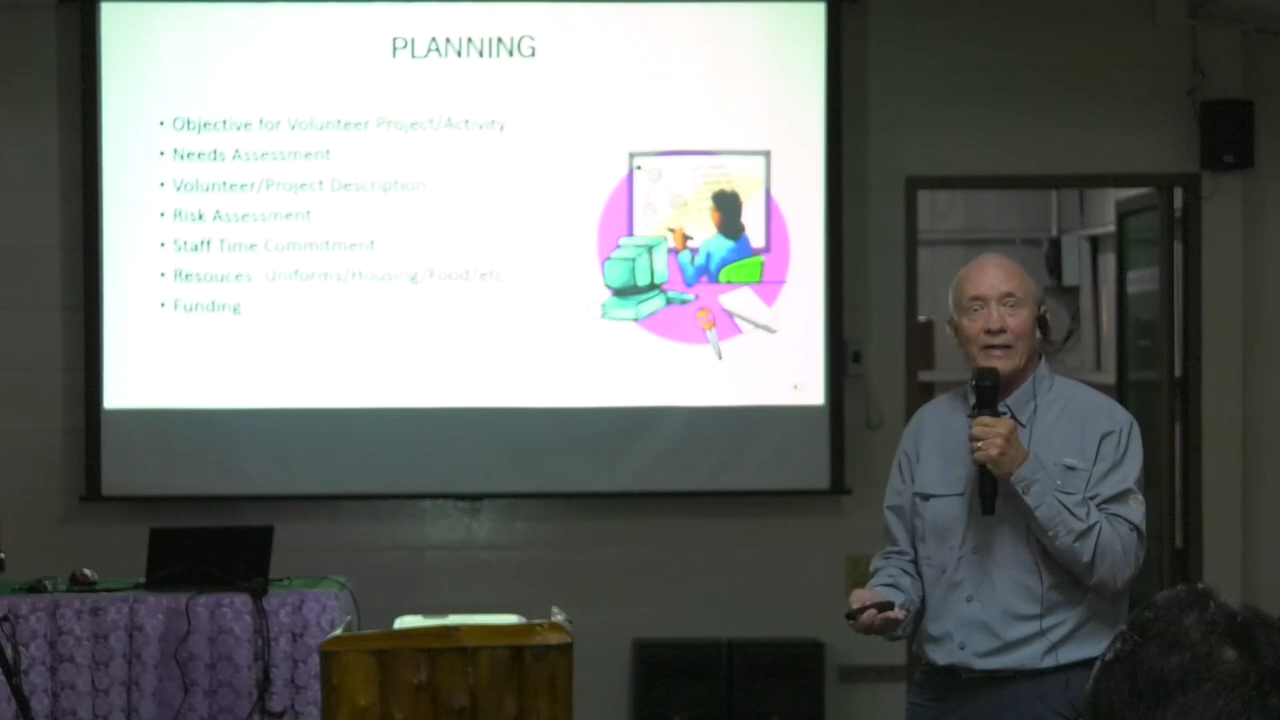 PLANNING
• Objective for Volunteer Project/Activity
• Needs Assessment
• Volunteer/Project Description
• Risk Assessment
• Staff Time Commitment
• Resouces: Uniforms/Housing/Food/etc
• Funding